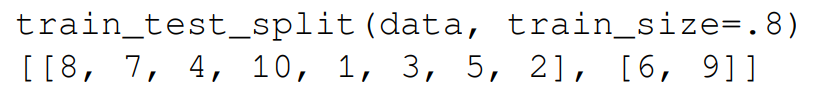 train_test_split(data, train_size=.8)
[[8, 7, 4, 10, 1, 3, 5, 2], [6, 9]]